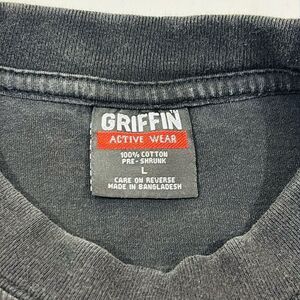 GRIFFIN
ACTIVE WEAR
100% COTTON
PRE-SHRUNK
L
CARE ON REVERSE
MADE IN BANGLADESH